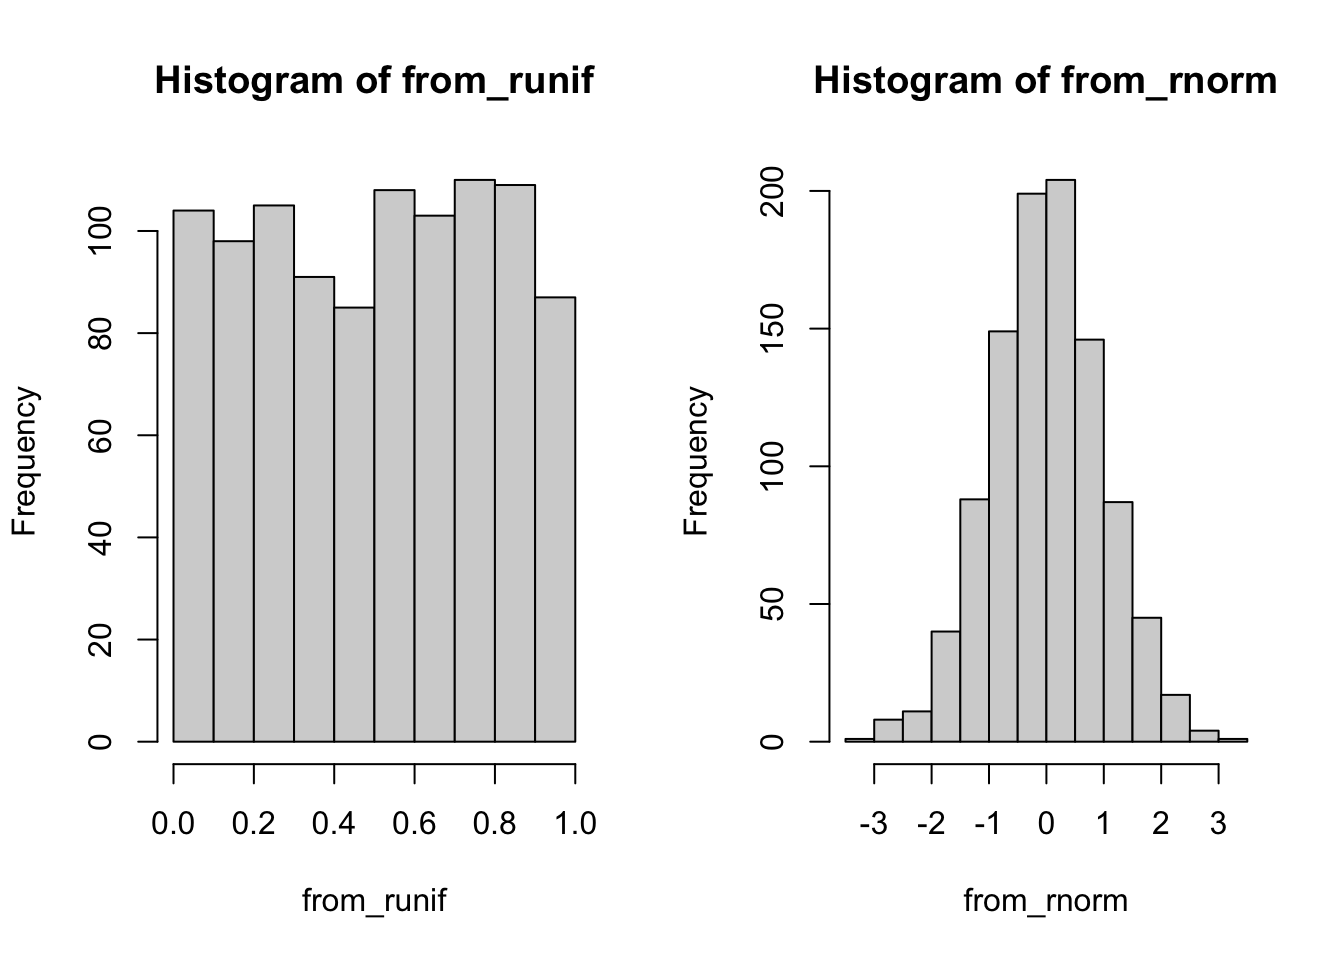 Histogram of from_runif
Frequency
100
80
60
40
20
0
0.0 0.2 0.4 0.6 0.8 1.0
from_runif
Histogram of from_rnorm
Frequency
200
150
100
50
0
-3 -2 -1 0 1 2 3
from_rnorm